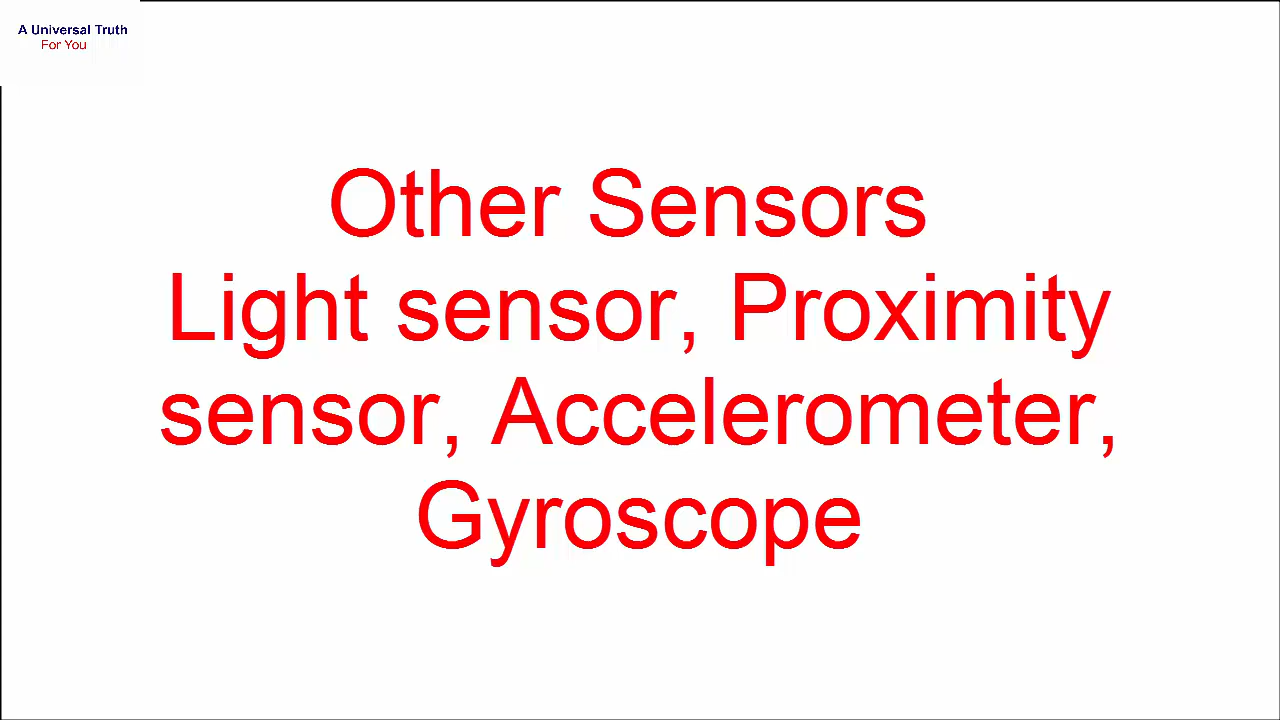 A Universal Truth
For You
Other Sensors
Light sensor, Proximity
sensor, Accelerometer,
Gyroscope